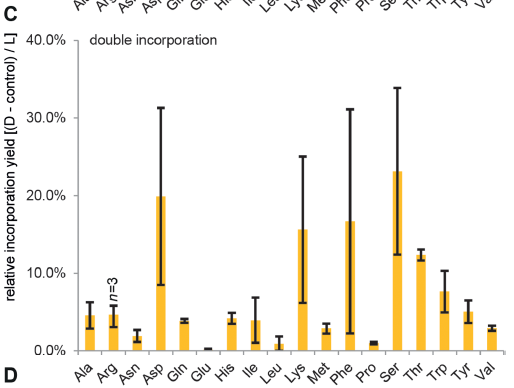 C
relative incorporation yield [(D - control) / L]
40.0%
30.0%
20.0%
10.0%
0.0%
double incorporation
n=3
Ala Arg Asn Asp Gln Glu His Ile Leu Lys Met Phe Pro Ser Thr Trp Tyr Val
D